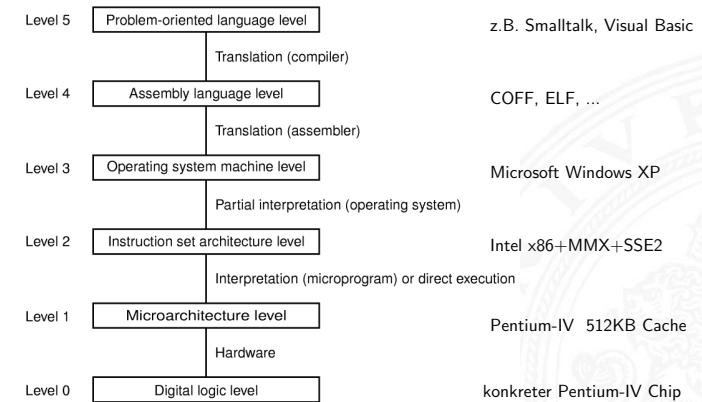 Level 5 Problem-oriented language level z.B. Smalltalk, Visual Basic
Translation (compiler)
Level 4 Assembly language level COFF, ELF, ...
Translation (assembler)
Level 3 Operating system machine level Microsoft Windows XP
Partial interpretation (operating system)
Level 2 Instruction set architecture level Intel x86+MMX+SSE2
Interpretation (microprogram) or direct execution
Level 1 Microarchitecture level Pentium-IV 512KB Cache
Hardware
Level 0 Digital logic level konkreter Pentium-IV Chip